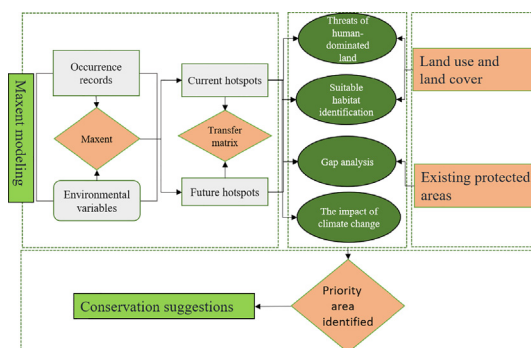 Maxent modeling
Occurrence
records
Maxent
Environmental
variables
Current hotspots
Transfer
matrix
Future hotspots
Threats of
human-
dominated
land
Suitable
habitat
identification
Gap analysis
The impact of
climate change
Land use and
land cover
Existing protected
areas
Priority
area
identified
Conservation suggestions